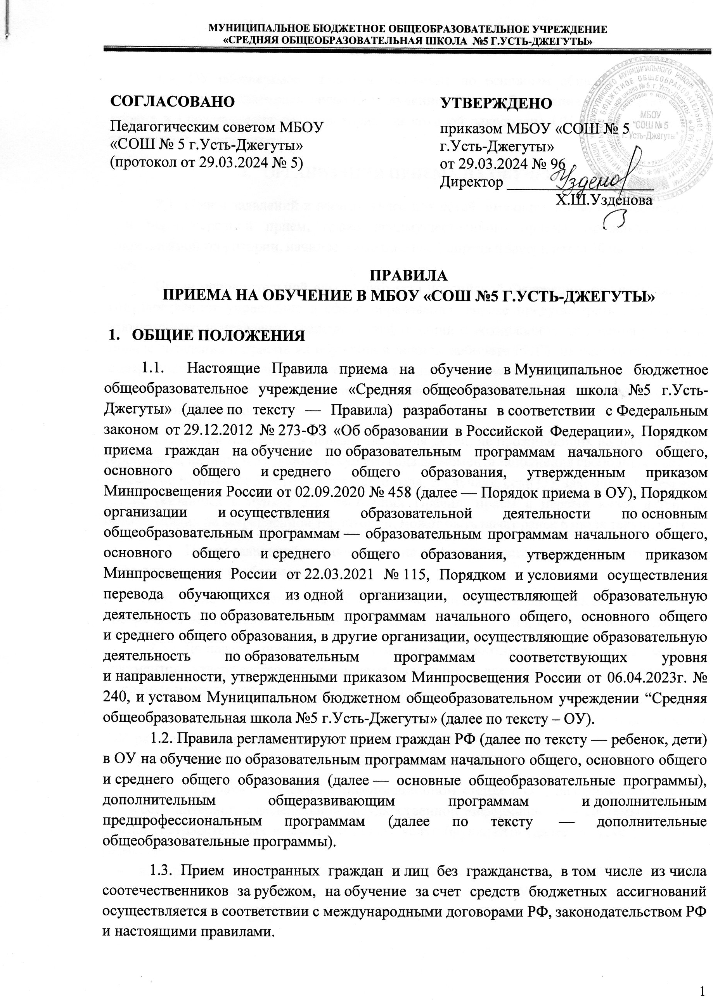 МУНИЦИПАЛЬНОЕ БЮДЖЕТНОЕ ОБЩЕОБРАЗОВАТЕЛЬНОЕ УЧРЕЖДЕНИЕ
«СРЕДНЯЯ ОБЩЕОБРАЗОВАТЕЛЬНАЯ ШКОЛА №5 Г.УСТЬ-ДЖЕГУТЫ»
СОГЛАСОВАНО
Педагогическим советом МБОУ
«СОШ № 5 г.Усть-Джегуты»
(протокол от 29.03.2024 № 5)
УТВЕРЖДЕНО
приказом МБОУ «СОШ № 5
г.Усть-Джегуты»
от 29.03.2024 № 96
Директор
Х.Ш.Узденова
МБОУ
"СОШ № 5
г. Усть-Джегуты"
ПРАВИЛА
ПРИЕМА НА ОБУЧЕНИЕ В МБОУ «СОШ №5 Г.УСТЬ-ДЖЕГУТЫ»
1. ОБЩИЕ ПОЛОЖЕНИЯ
1.1. Настоящие Правила приема на обучение в Муниципальное бюджетное
общеобразовательное учреждение «Средняя общеобразовательная школа №5 г.Усть-
Джегуты» (далее по тексту — Правила) разработаны в соответствии с Федеральным
законом от 29.12.2012 № 273-ФЗ «Об образовании в Российской Федерации», Порядком
приема граждан на обучение по образовательным программам начального общего,
основного общего и среднего общего образования, утвержденным приказом
Минпросвещения России от 02.09.2020 № 458 (далее — Порядок приема в ОУ), Порядком
организации и осуществления образовательной деятельности по основным
общеобразовательным программам — образовательным программам начального общего,
основного общего и среднего общего образования, утвержденным приказом
Минпросвещения России от 22.03.2021 № 115, Порядком и условиями осуществления
перевода обучающихся из одной организации, осуществляющей образовательную
деятельность по образовательным программам начального общего, основного общего
и среднего общего образования, в другие организации, осуществляющие образовательную
деятельность по образовательным программам соответствующих уровня
и направленности, утвержденными приказом Минпросвещения России от 06.04.2023г. №
240, и уставом Муниципальном бюджетном общеобразовательном учреждении “Средняя
общеобразовательная школа №5 г.Усть-Джегуты» (далее по тексту – ОУ).
1.2. Правила регламентируют прием граждан РФ (далее по тексту — ребенок, дети)
в ОУ на обучение по образовательным программам начального общего, основного общего
и среднего общего образования (далее — основные общеобразовательные программы),
дополнительным общеразвивающим программам и дополнительным
предпрофессиональным программам (далее по тексту — дополнительные
общеобразовательные программы).
1.3. Прием иностранных граждан и лиц без гражданства, в том числе из числа
соотечественников за рубежом, на обучение за счет средств бюджетных ассигнований
осуществляется в соответствии с международными договорами РФ, законодательством РФ
и настоящими правилами.
1